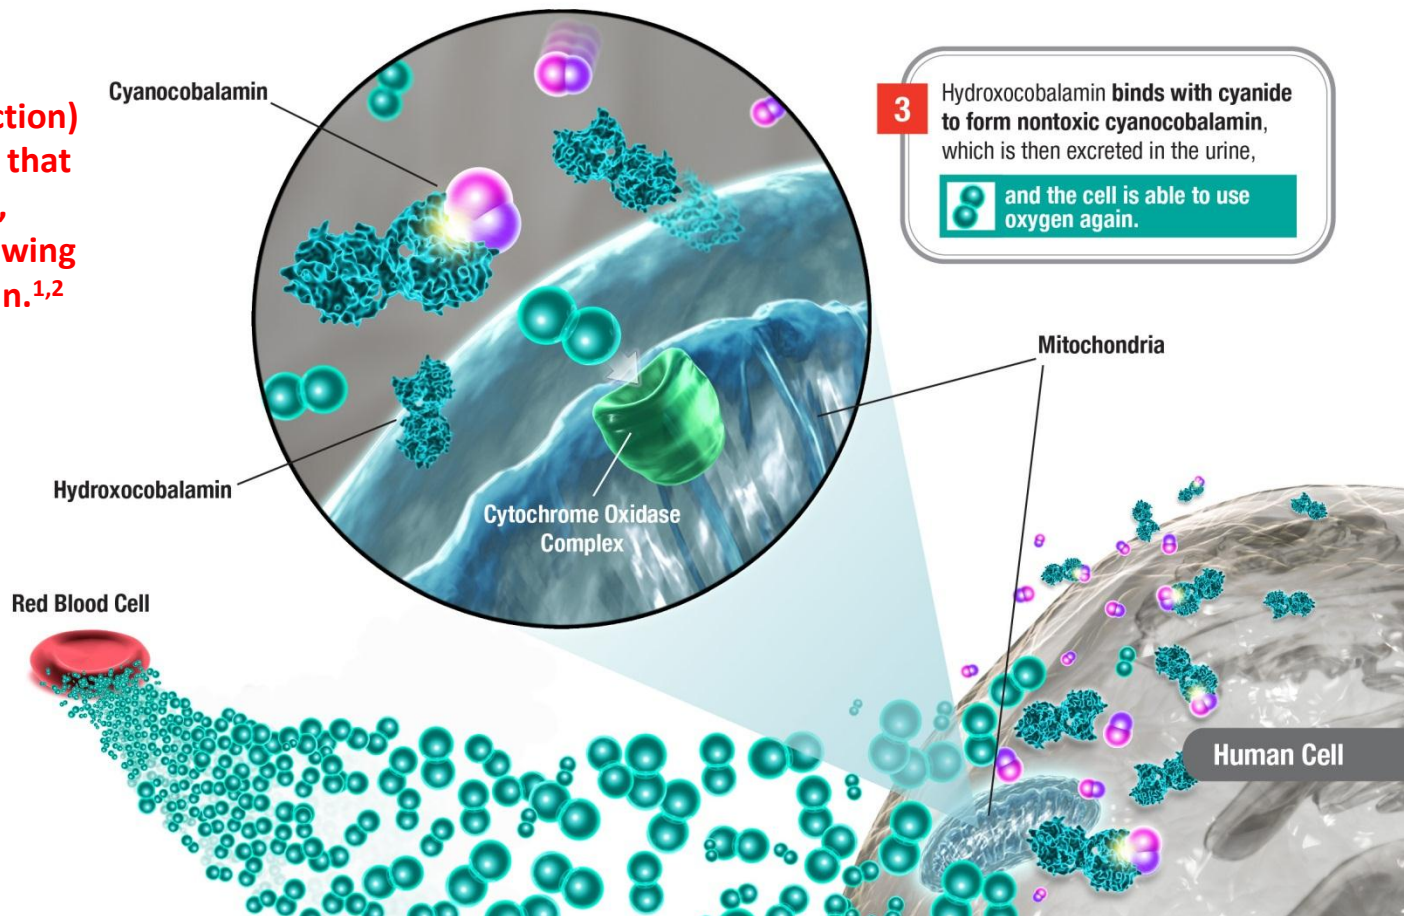 ction)
that
,
wing
n.1,2
Cyanocobalamin
3
Hydroxocobalamin binds with cyanide
to form nontoxic cyanocobalamin,
which is then excreted in the urine,
and the cell is able to use
oxygen again.
Mitochondria
Hydroxocobalamin
Cytochrome Oxidase
Complex
Red Blood Cell
Human Cell